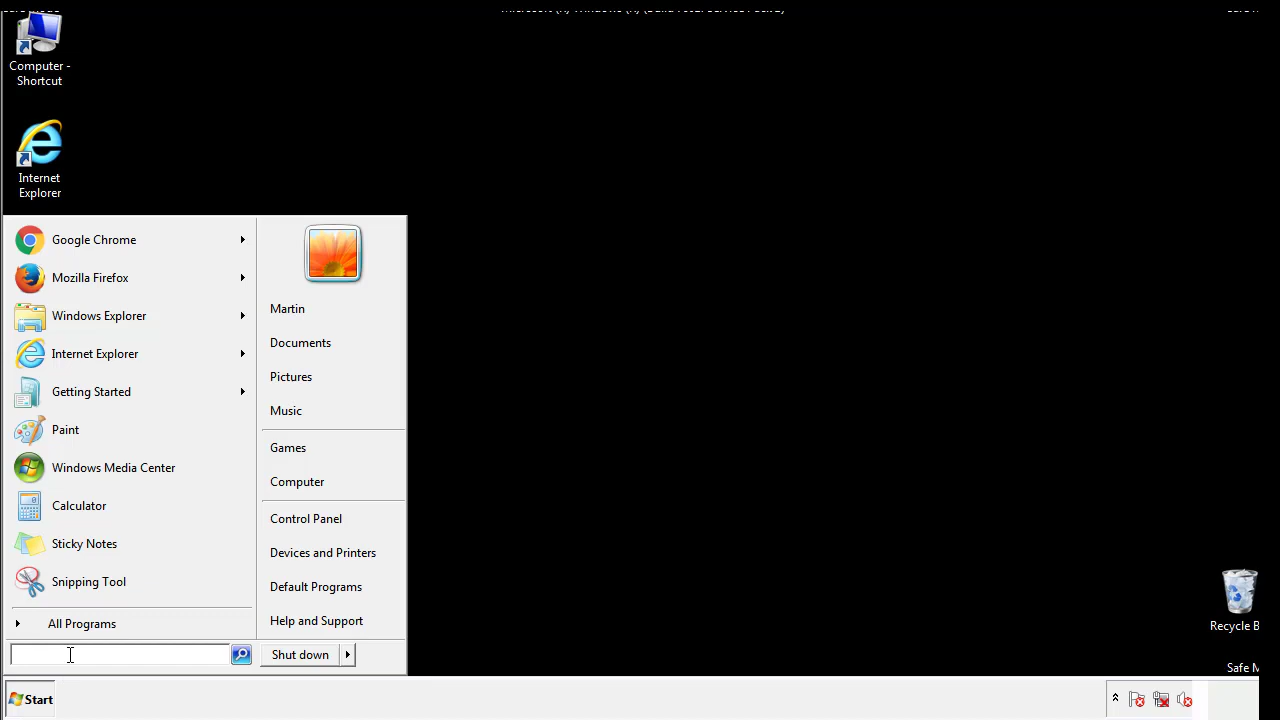 Computer -
Shortcut
Internet
Explorer
Google Chrome
Mozilla Firefox
Windows Explorer
Internet Explorer
Getting Started
Paint
Windows Media Center
Calculator
Sticky Notes
Snipping Tool
All Programs
Martin
Documents
Pictures
Music
Games
Computer
Control Panel
Devices and Printers
Default Programs
Help and Support
Shut down
Recycle B
Safe M
Start